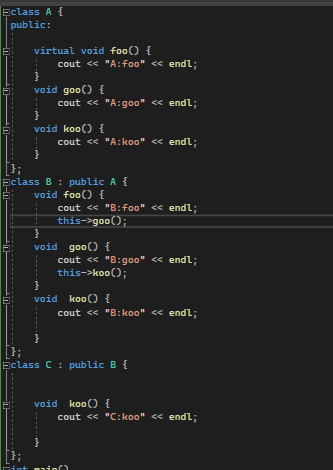 class A {
public:
virtual void foo() {
cout << "A:foo" << endl;
}
void goo() {
cout << "A:goo" << endl;
}
void koo() {
cout << "A:koo" << endl;
}
};
class B : public A {
void foo() {
cout << "B:foo" << endl;
this->goo();
}
void  goo() {
cout << "B:goo" << endl;
this->koo();
}
void  koo() {
cout << "B:koo" << endl;
}
};
class C : public B {
void  koo() {
cout << "C:koo" << endl;
}
};
int main()